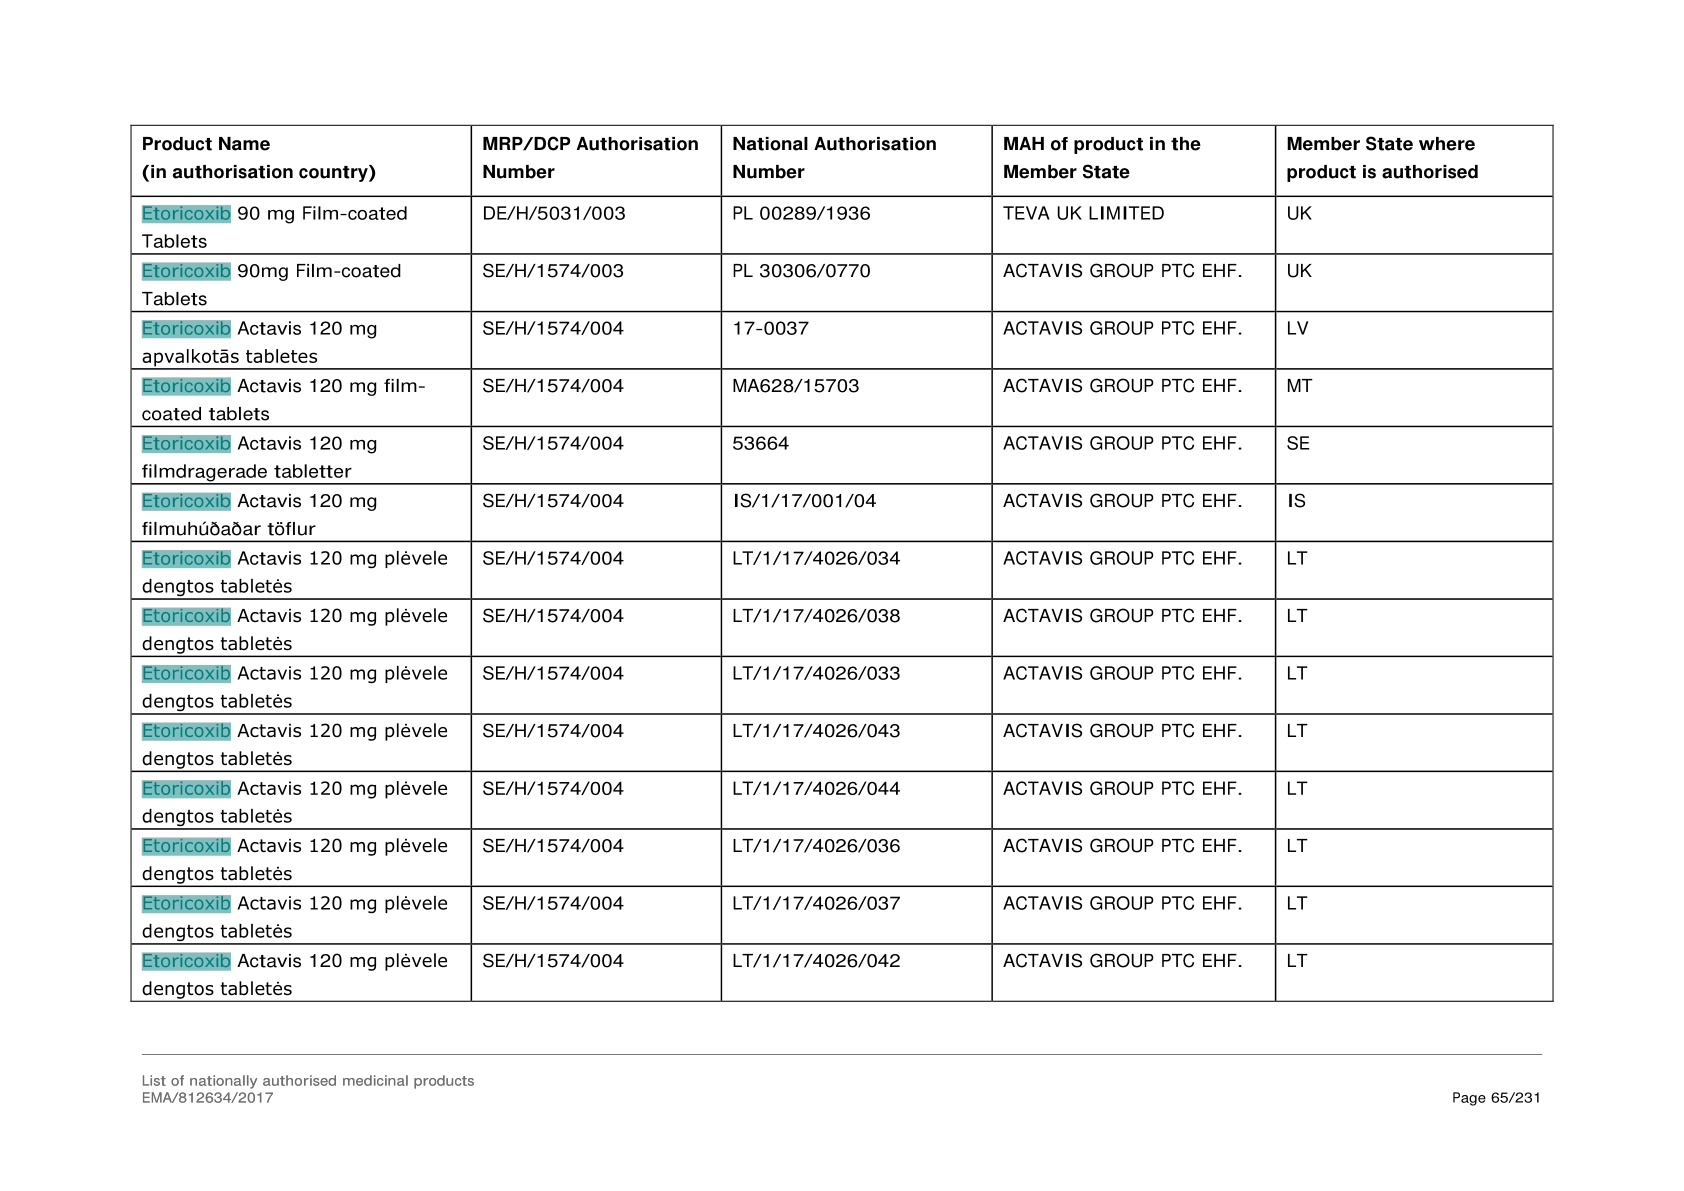 Product Name
(in authorisation country)
MRP/DCP Authorisation
Number
National Authorisation
Number
MAH of product in the
Member State
Member State where
product is authorised
Etoricoxib 90 mg Film-coated
Tablets
DE/H/5031/003
PL 00289/1936
TEVA UK LIMITED
UK
Etoricoxib 90mg Film-coated
Tablets
SE/H/1574/003
PL 30306/0770
ACTAVIS GROUP PTC EHF.
UK
Etoricoxib Actavis 120 mg
apvalkotās tabletes
SE/H/1574/004
17-0037
ACTAVIS GROUP PTC EHF.
LV
Etoricoxib Actavis 120 mg film-
coated tablets
SE/H/1574/004
MA628/15703
ACTAVIS GROUP PTC EHF.
MT
Etoricoxib Actavis 120 mg
filmdragerade tabletter
SE/H/1574/004
53664
ACTAVIS GROUP PTC EHF.
SE
Etoricoxib Actavis 120 mg
filmuhúðaðar töflur
SE/H/1574/004
IS/1/17/001/04
ACTAVIS GROUP PTC EHF.
IS
Etoricoxib Actavis 120 mg plėvele
dengtos tabletės
SE/H/1574/004
LT/1/17/4026/034
ACTAVIS GROUP PTC EHF.
LT
Etoricoxib Actavis 120 mg plėvele
dengtos tabletės
SE/H/1574/004
LT/1/17/4026/038
ACTAVIS GROUP PTC EHF.
LT
Etoricoxib Actavis 120 mg plėvele
dengtos tabletės
SE/H/1574/004
LT/1/17/4026/033
ACTAVIS GROUP PTC EHF.
LT
Etoricoxib Actavis 120 mg plėvele
dengtos tabletės
SE/H/1574/004
LT/1/17/4026/043
ACTAVIS GROUP PTC EHF.
LT
Etoricoxib Actavis 120 mg plėvele
dengtos tabletės
SE/H/1574/004
LT/1/17/4026/044
ACTAVIS GROUP PTC EHF.
LT
Etoricoxib Actavis 120 mg plėvele
dengtos tabletės
SE/H/1574/004
LT/1/17/4026/036
ACTAVIS GROUP PTC EHF.
LT
Etoricoxib Actavis 120 mg plėvele
dengtos tabletės
SE/H/1574/004
LT/1/17/4026/037
ACTAVIS GROUP PTC EHF.
LT
Etoricoxib Actavis 120 mg plėvele
dengtos tabletės
SE/H/1574/004
LT/1/17/4026/042
ACTAVIS GROUP PTC EHF.
LT
List of nationally authorised medicinal products
EMA/812634/2017
Page 65/231